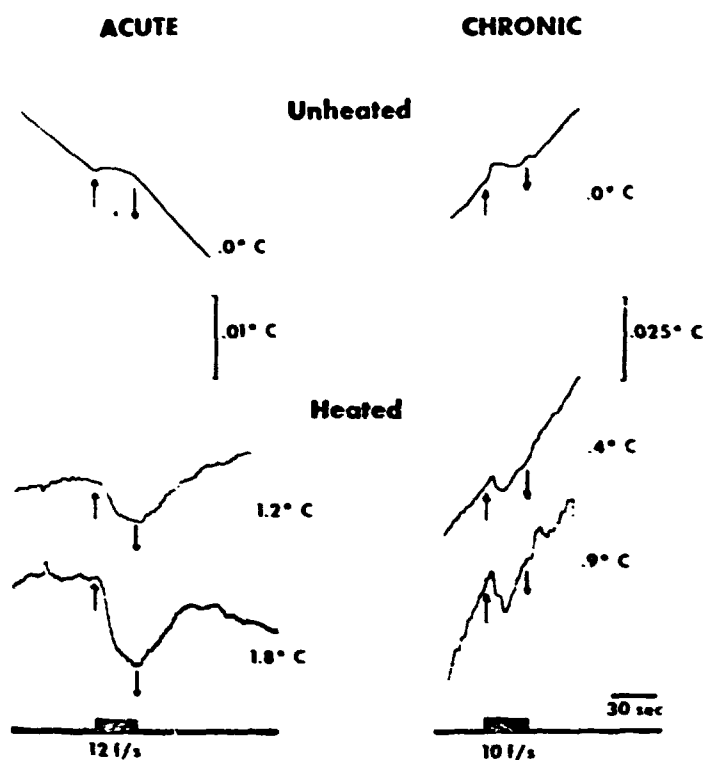 ACUTE CHRONIC
Unheated
.0° C
.0° C
.01° C
.025° C
Heated
.4° C
1.2° C
.9° C
1.8° C
30 sec
12 f/s
10 f/s